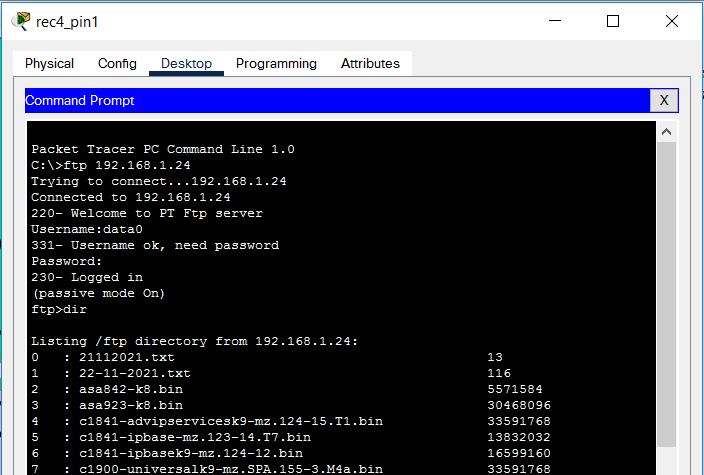 rec4_pin1
Physical Config Desktop Programming Attributes
Command Prompt X
Packet Tracer PC Command Line 1.0
C:\>ftp 192.168.1.24
Trying to connect...192.168.1.24
Connected to 192.168.1.24
220- Welcome to PT Ftp server
Username:data0
331- Username ok, need password
Password:
230- Logged in
(passive mode On)
ftp>dir
Listing /ftp directory from 192.168.1.24:
0 : 21112021.txt 13
1 : 22-11-2021.txt 116
2 : asa842-k8.bin 5571584
3 : asa923-k8.bin 30468096
4 : c1841-advipservicesk9-mz.124-15.T1.bin 33591768
5 : c1841-ipbase-mz.123-14.T7.bin 13832032
6 : c1841-ipbasek9-mz.124-12.bin 16599160
7 : c1900-universalk9-mz.SPA.155-3.M4a.bin 33591768